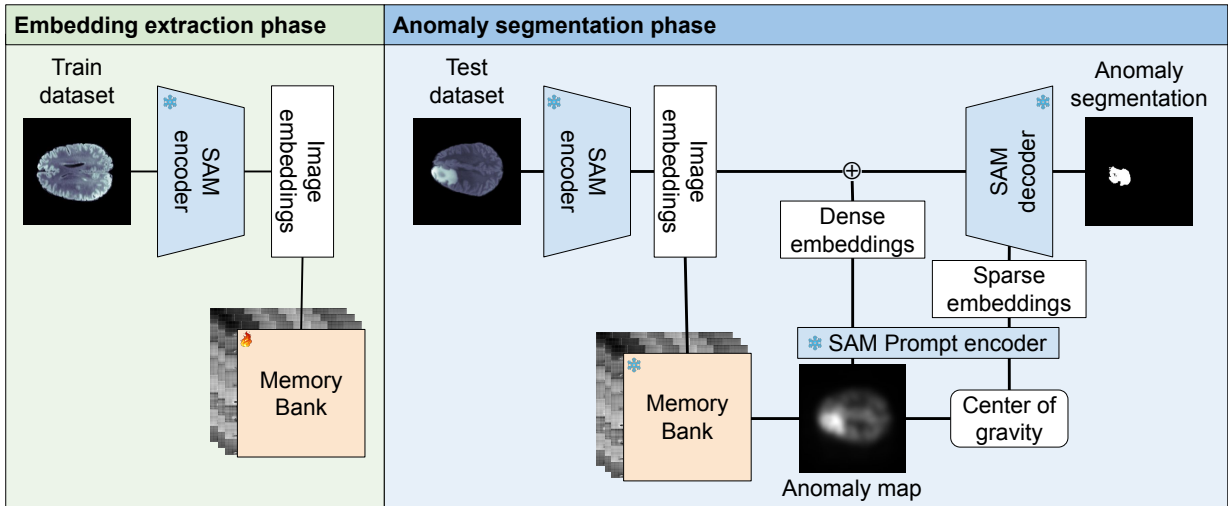 Embedding extraction phase
Train
dataset
SAM
encoder
Image
embeddings
Memory
Bank
Anomaly segmentation phase
Test
dataset
SAM
encoder
Image
embeddings
Dense
embeddings
SAM
decoder
Anomaly
segmentation
Sparse
embeddings
SAM Prompt encoder
Memory
Bank
Center of
gravity
Anomaly map